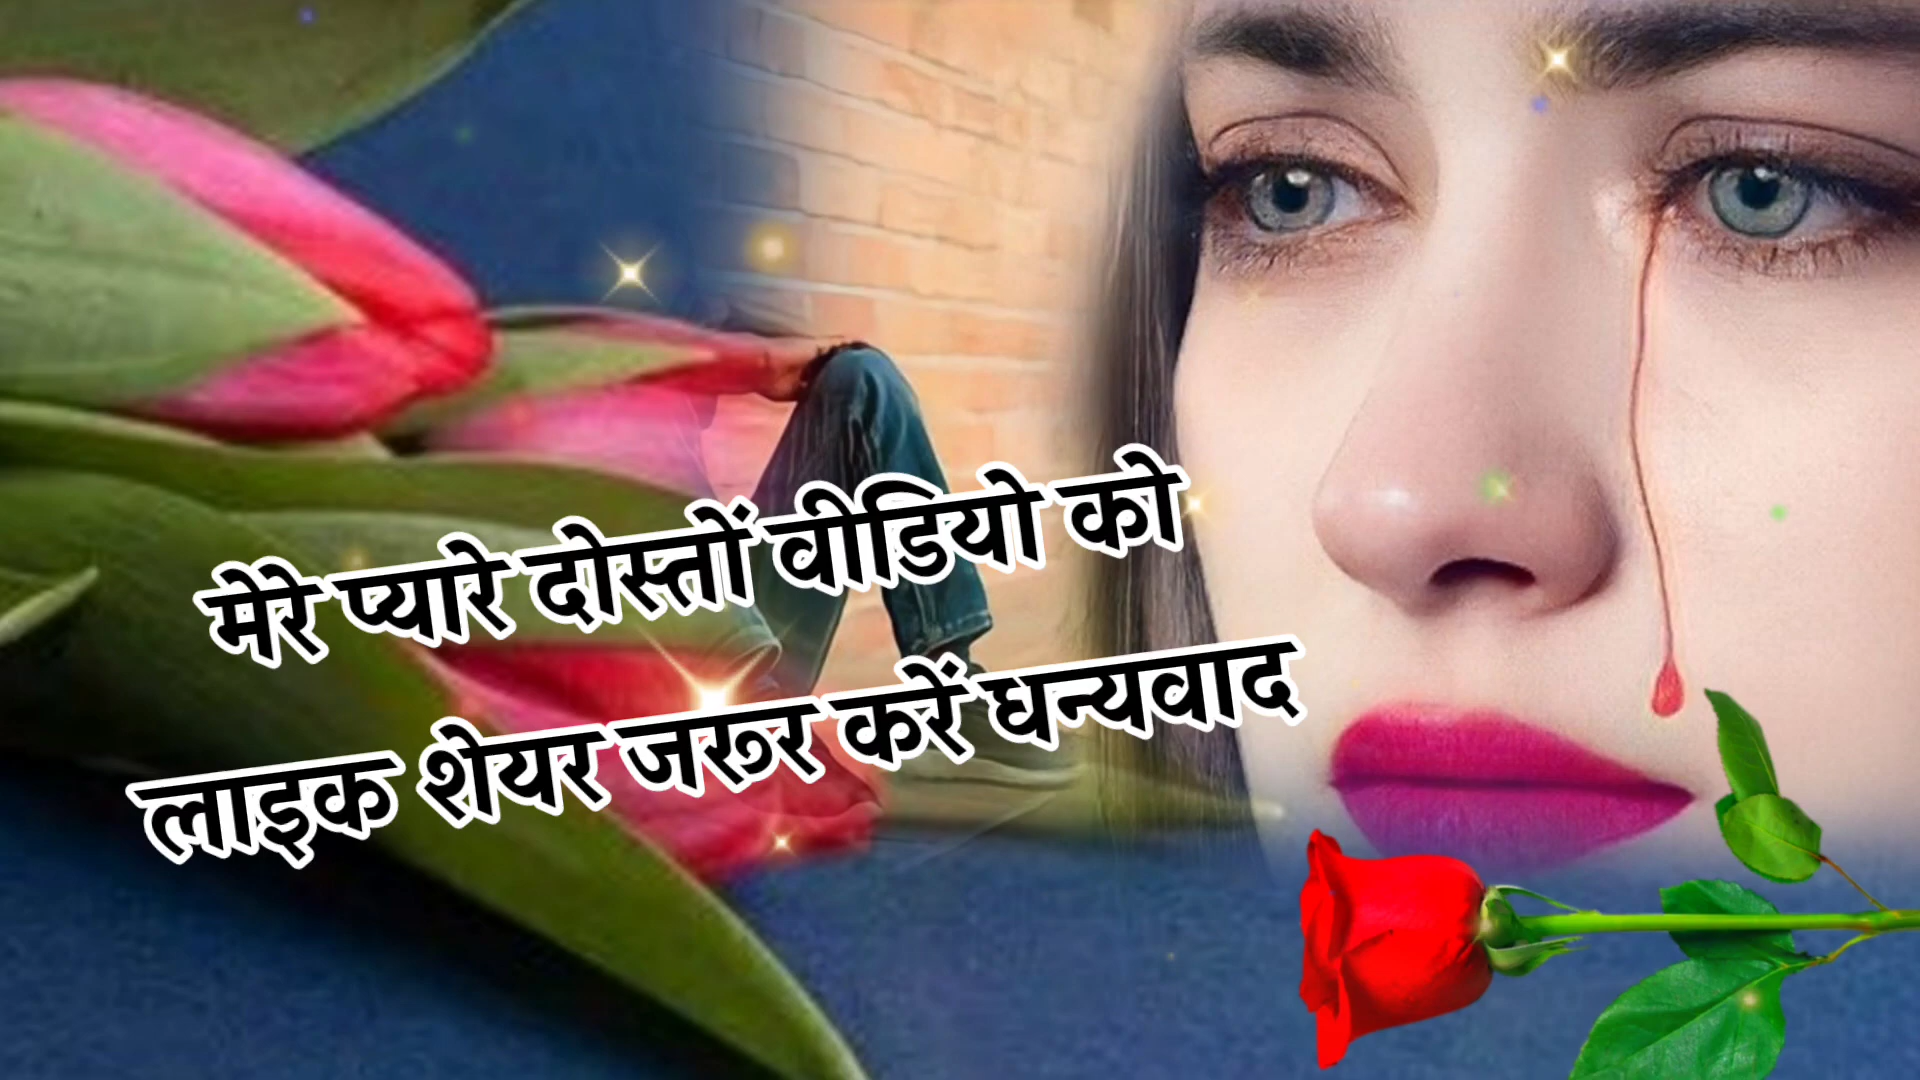 मेरे प्यारे दोस्तों वीडियो को
लाइक शेयर जरूर करें धन्यवाद